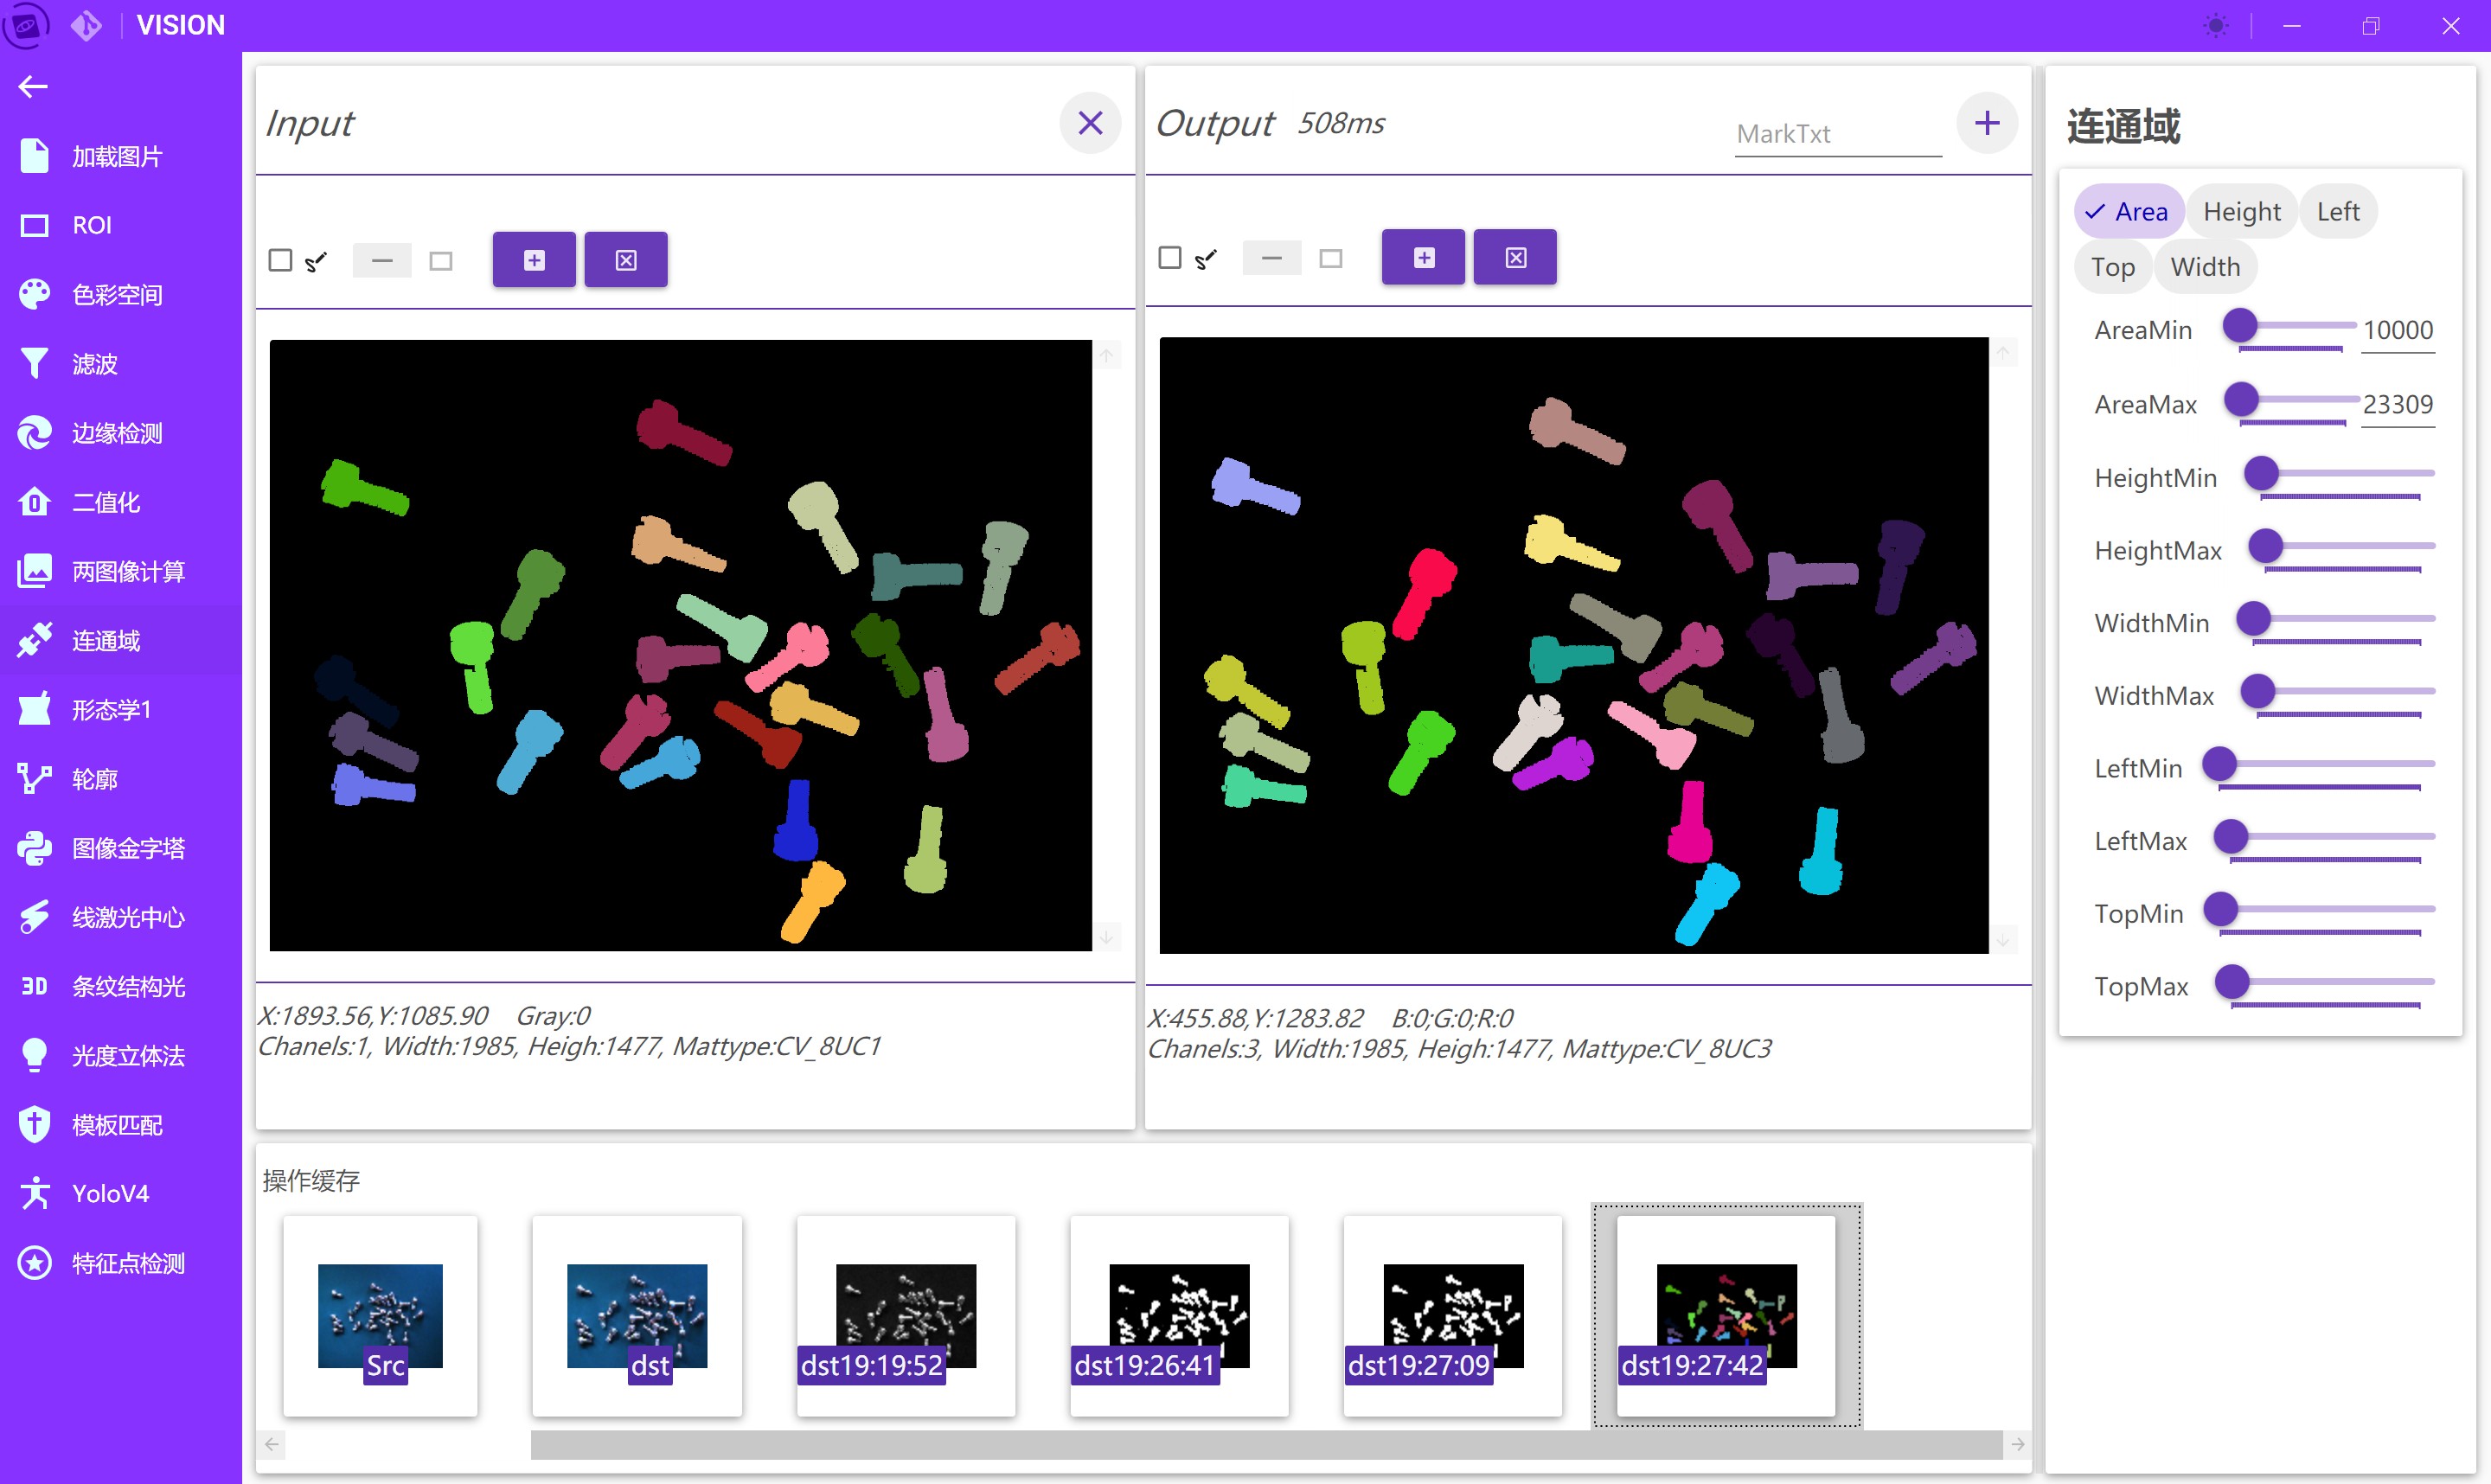 VISION
加载图片
ROI
色彩空间
滤波
边缘检测
二值化
两图像计算
连通域
形态学1
轮廓
图像金字塔
线激光中心
3D 条纹结构光
光度立体法
模板匹配
YoloV4
特征点检测
Input
X:1893.56,Y:1085.90 Gray:0
Chanels:1, Width:1985, Heigh:1477, Mattype:CV_8UC1
Output 508ms
MarkTxt
X:455.88,Y:1283.82 B:0;G:0;R:0
Chanels:3, Width:1985, Heigh:1477, Mattype:CV_8UC3
操作缓存
Src
dst
dst19:19:52
dst19:26:41
dst19:27:09
dst19:27:42
连通域
Area Height Left
Top Width
AreaMin 10000
AreaMax 23309
HeightMin
HeightMax
WidthMin
WidthMax
LeftMin
LeftMax
TopMin
TopMax